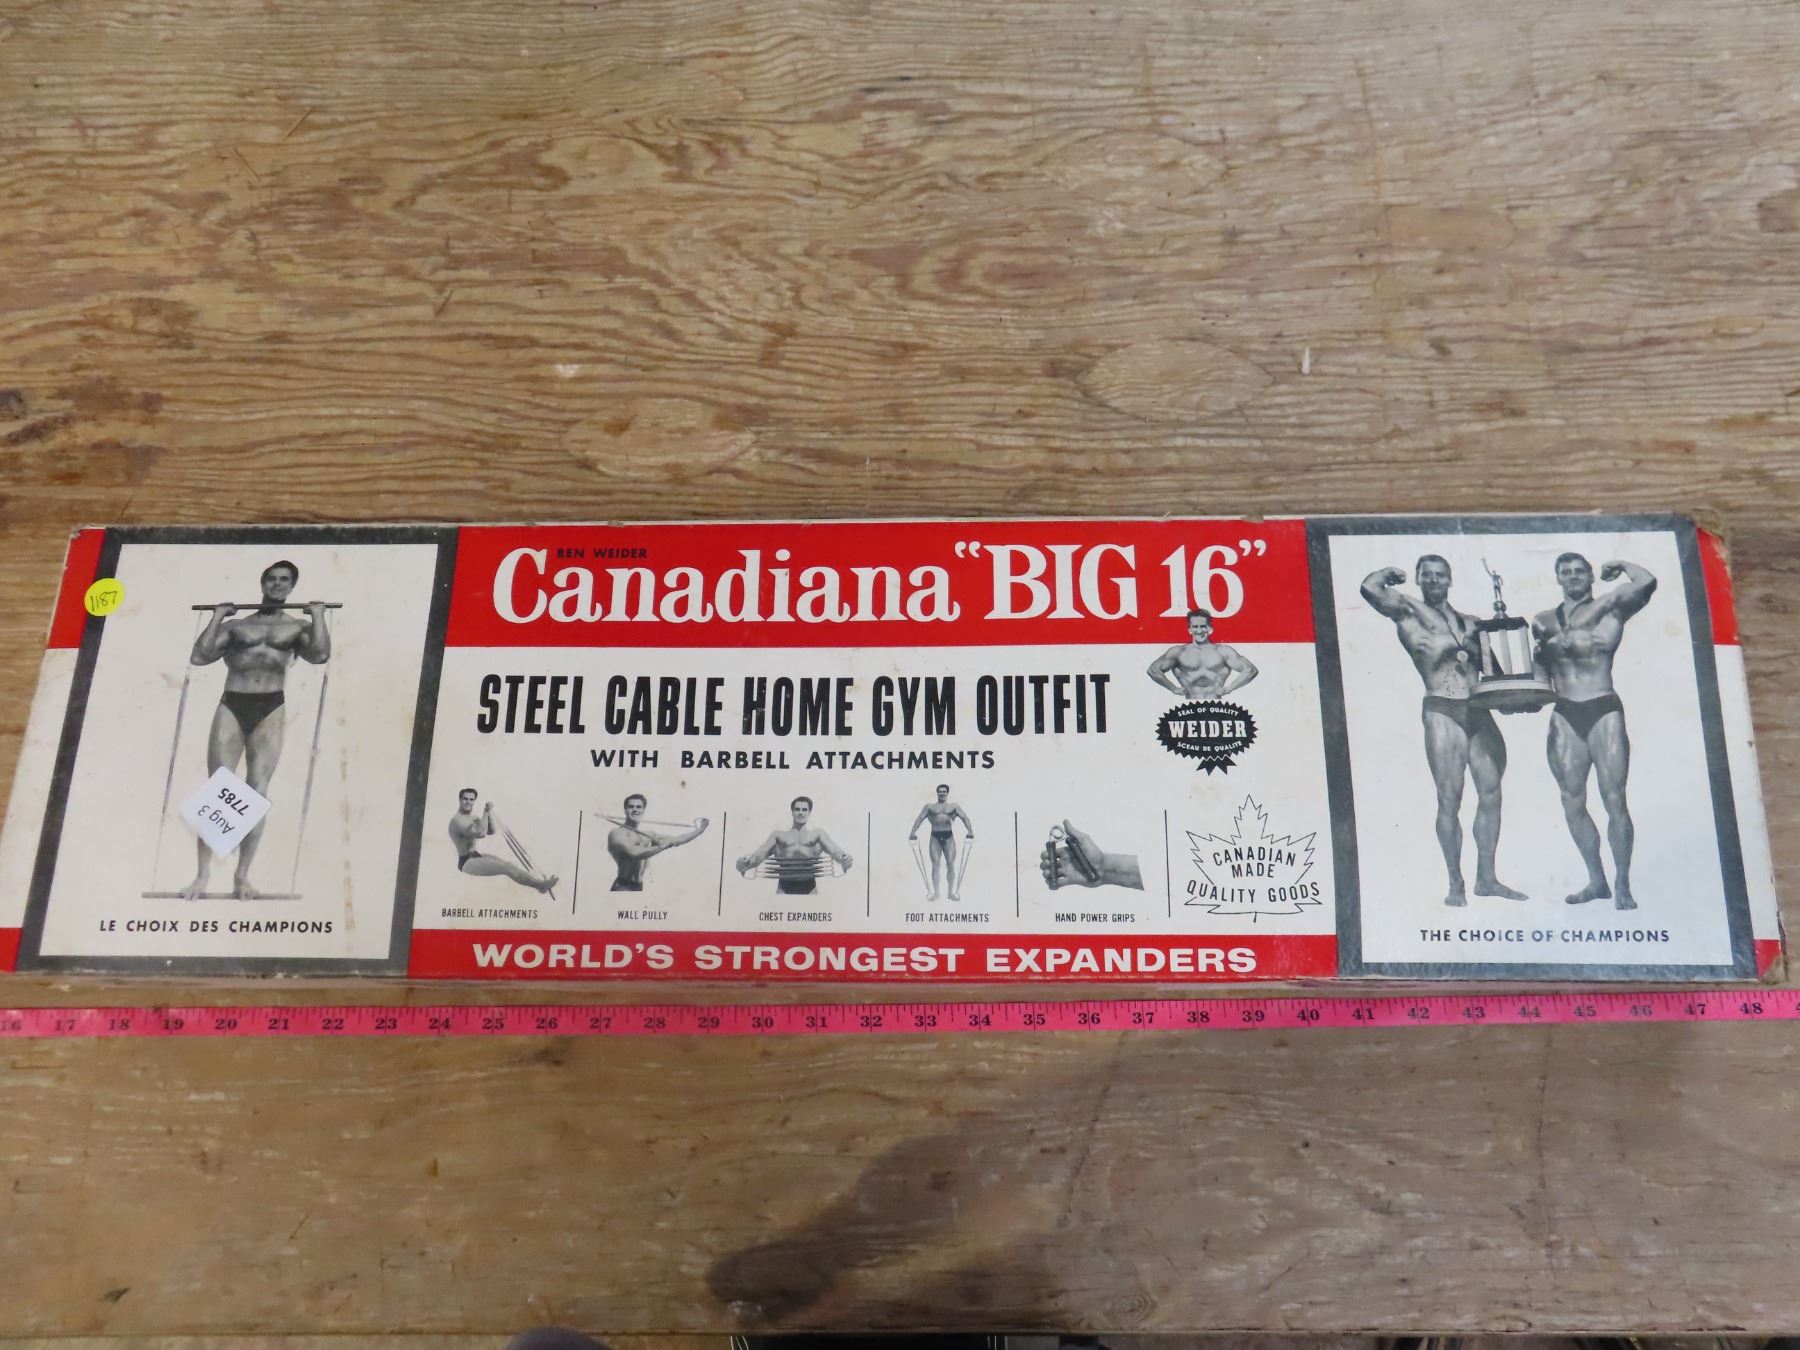 BEN WEIDER
Canadiana "BIG 16"
STEEL CABLE HOME GYM OUTFIT
WITH BARBELL ATTACHMENTS
SEAL OF QUALITY
WEIDER
SCEAU DE QUALITE
BARBELL ATTACHMENTS
WALL PULLY
CHEST EXPANDERS
FOOT ATTACHMENTS
HAND POWER GRIPS
CANADIAN
MADE
QUALITY GOODS
WORLD'S STRONGEST EXPANDERS
1187
Aug 3
7785
LE CHOIX DES CHAMPIONS
THE CHOICE OF CHAMPIONS
16 17 18 19 20 21 22 23 24 25 26 27 28 29 30 31 32 33 34 35 36 37 38 39 40 41 42 43 44 45 46 47 48